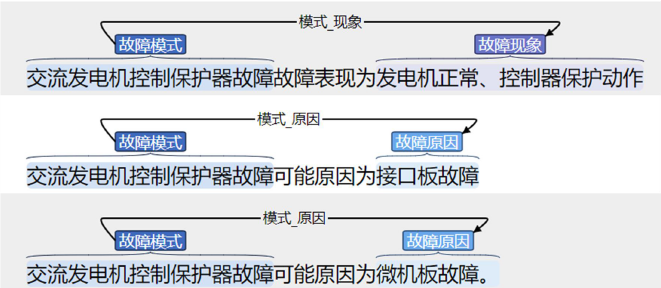 模式_现象
故障模式 故障现象
交流发电机控制保护器故障故障表现为发电机正常、控制器保护动作
模式_原因
故障模式 故障原因
交流发电机控制保护器故障可能原因为接口板故障
模式_原因
故障模式 故障原因
交流发电机控制保护器故障可能原因为微机板故障。